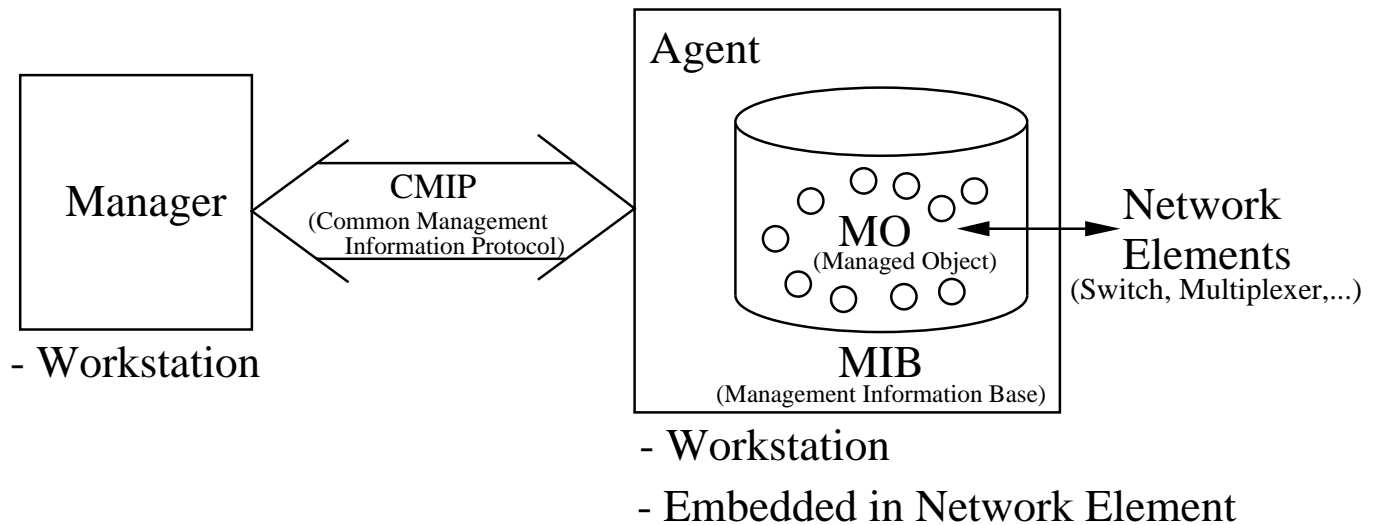 Agent
Manager
CMIP
(Common Management
Information Protocol)
MO
(Managed Object)
Network
Elements
(Switch, Multiplexer,...)
MIB
(Management Information Base)
- Workstation
- Workstation
- Embedded in Network Element